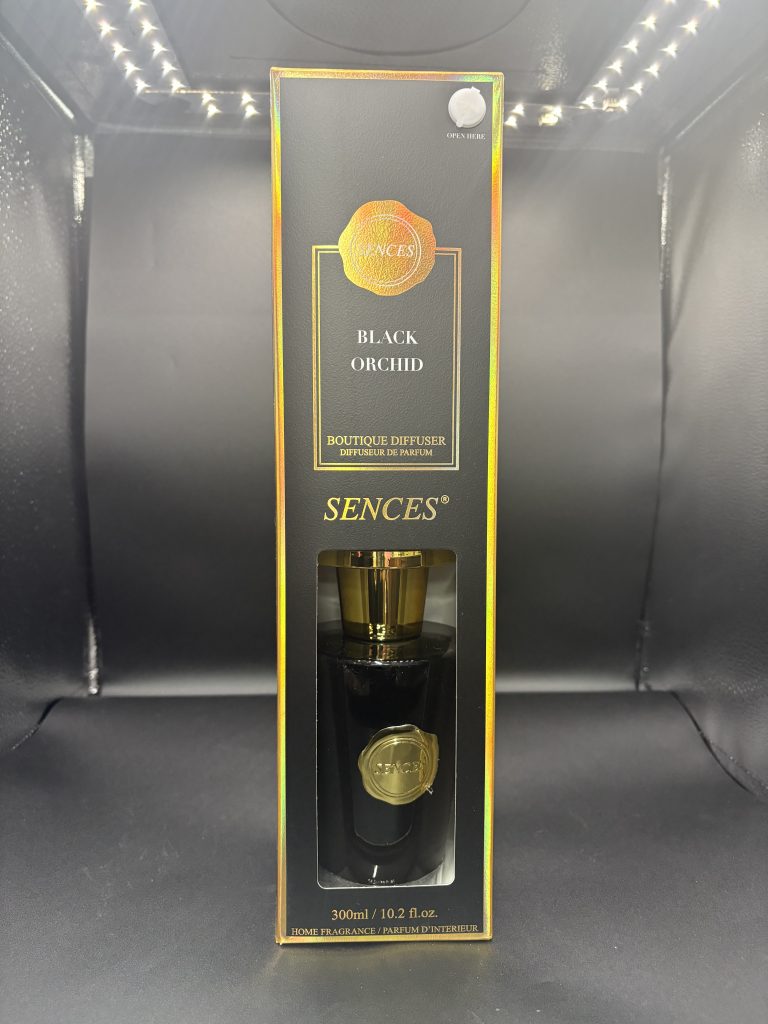 OPEN HERE
SENCES
BLACK
ORCHID
BOUTIQUE DIFFUSER
DIFFUSEUR DE PARFUM
SENCES®
SENCES
300ml / 10.2 fl.oz.
HOME FRAGRANCE / PARFUM D'INTERIEUR